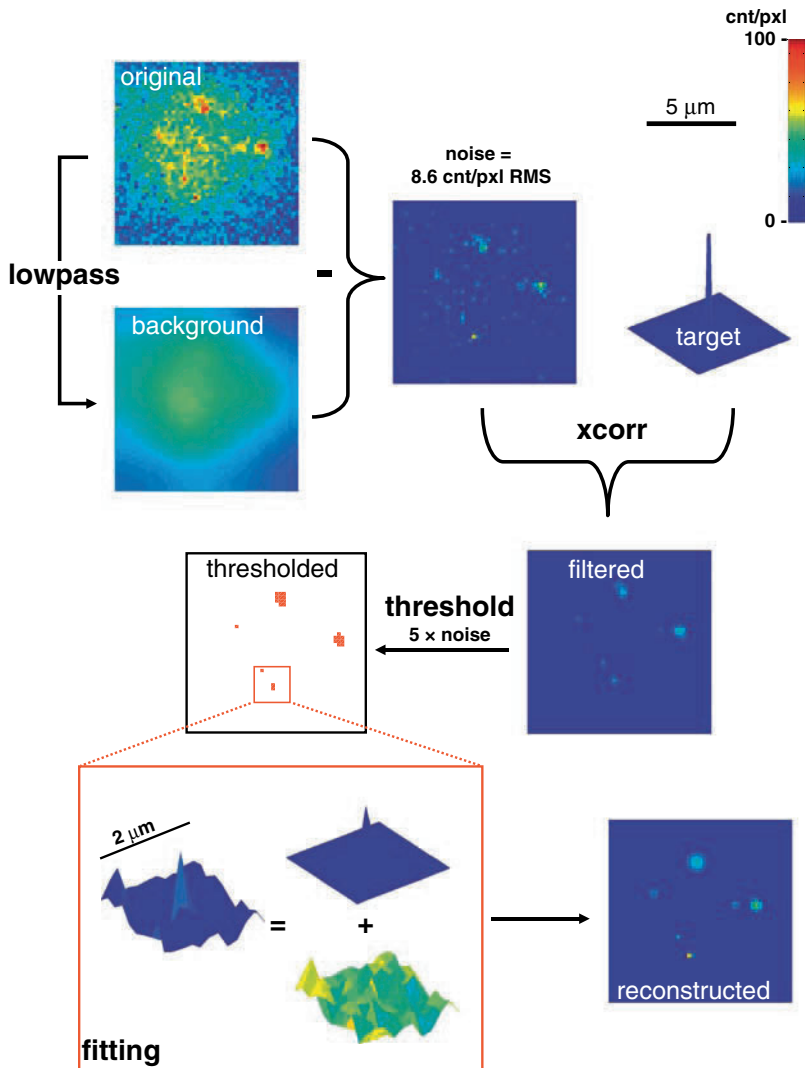 cnt/pxl
100
0
original
5 μm
noise =
8.6 cnt/pxl RMS
lowpass
-
background
target
xcorr
thresholded
filtered
threshold
5 × noise
2 μm
=
+
reconstructed
fitting